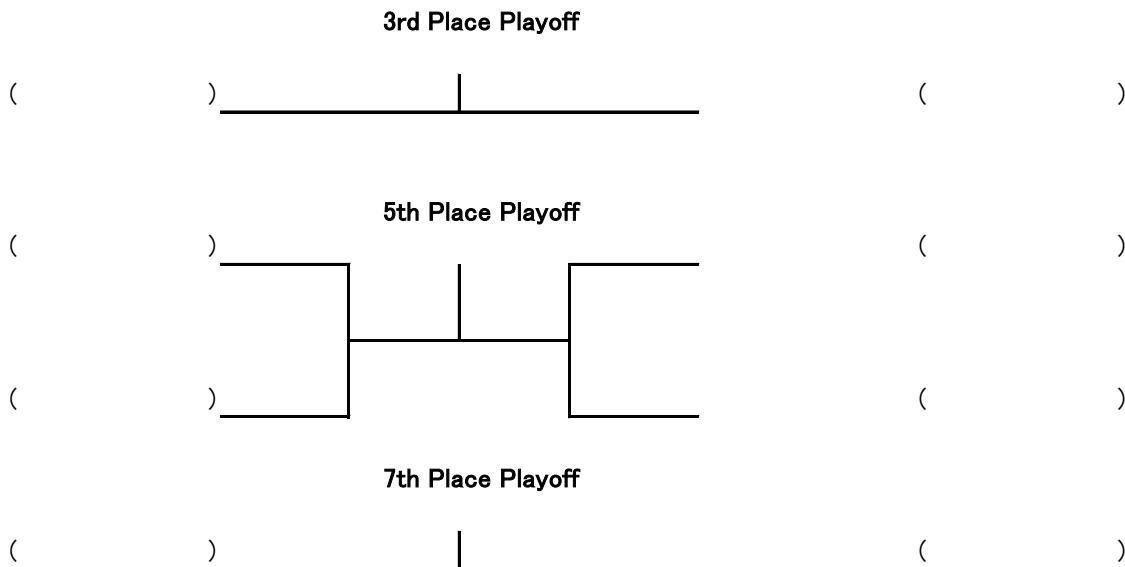 3rd Place Playoff
( ) ( )
5th Place Playoff
( ) ( )
( ) ( )
7th Place Playoff
( ) ( )